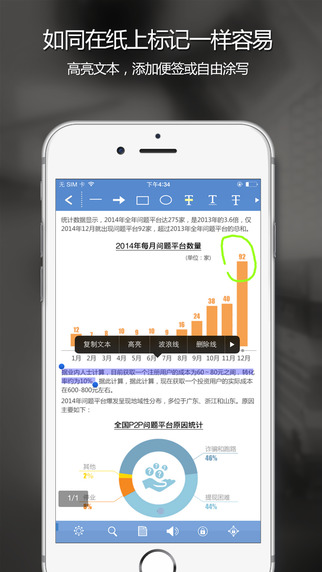 如同在纸上标记一样容易
高亮文本，添加便签或自由涂写
无 SIM 卡
下午4:34
统计数据显示，2014年全年问题平台达275家，是2013年的3.6倍，仅
2014年12月就出现问题平台92家，超过2013年全年问题平台的总和。
2014年每月问题平台数量
(单位：家)
92
40
38
24
12
10
复制文本 高亮 波浪线 删除线
1月 2月 3月 4月 5月 6月 7月 8月 9月 10月 11月 12月
据业内人士计算，目前获取一个注册用户的成本为60－80元之间，转化
率约为10%。据此计算，据此计算，现在获取一个投资用户的实际成本
在600-800元左右。
2014年问题平台爆发呈现地域性分布，多位于广东、浙江和山东。原因
主要如下：
全国P2P问题平台原因统计
其他
2%
诈骗和跑路
46%
提现困难
44%
1/1